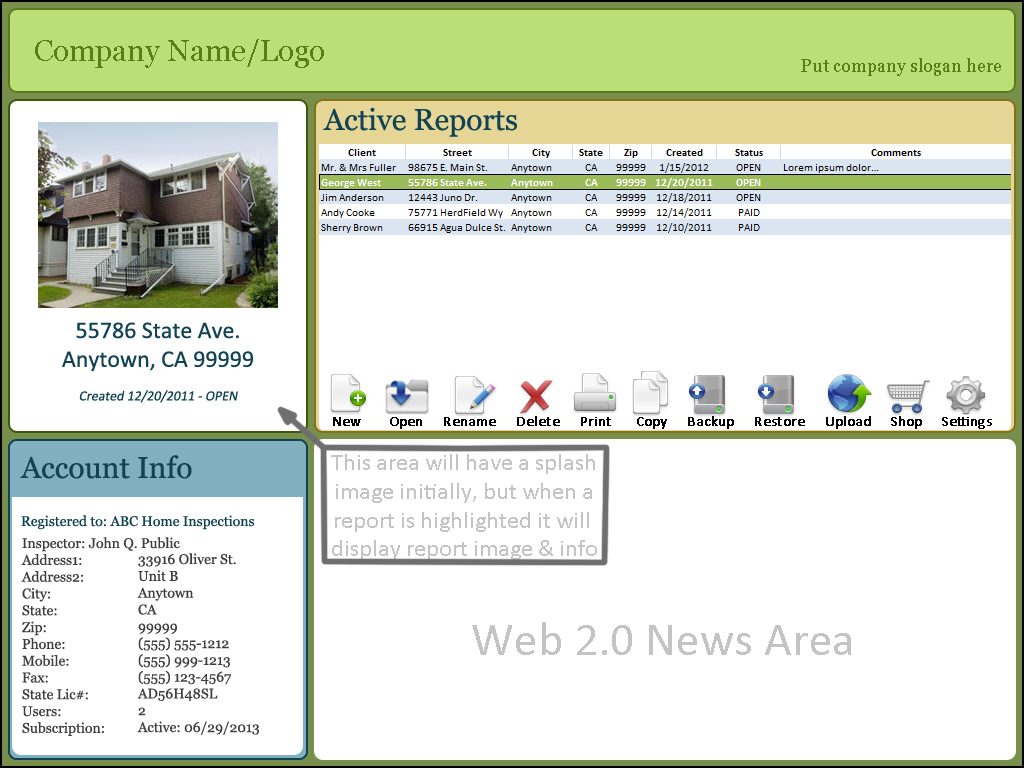 Company Name/Logo
Put company slogan here
55786 State Ave.
Anytown, CA 99999
Created 12/20/2011 - OPEN
Active Reports
Client Street City State Zip Created Status Comments
Mr. & Mrs Fuller 98675 E. Main St. Anytown CA 99999 1/15/2012 OPEN Lorem ipsum dolor...
George West 55786 State Ave. Anytown CA 99999 12/20/2011 OPEN
Jim Anderson 12443 Juno Dr. Anytown CA 99999 12/18/2011 OPEN
Andy Cooke 75771 HerdField Wy Anytown CA 99999 12/14/2011 PAID
Sherry Brown 66915 Agua Dulce St. Anytown CA 99999 12/10/2011 PAID
New Open Rename Delete Print Copy Backup Restore Upload Shop Settings
Account Info
Registered to: ABC Home Inspections
Inspector: John Q. Public
Address1: 33916 Oliver St.
Address2: Unit B
City: Anytown
State: CA
Zip: 99999
Phone: (555) 555-1212
Mobile: (555) 999-1213
Fax: (555) 123-4567
State Lic#: AD56H48SL
Users: 2
Subscription: Active: 06/29/2013
This area will have a splash
image initially, but when a
report is highlighted it will
display report image & info
Web 2.0 News Area